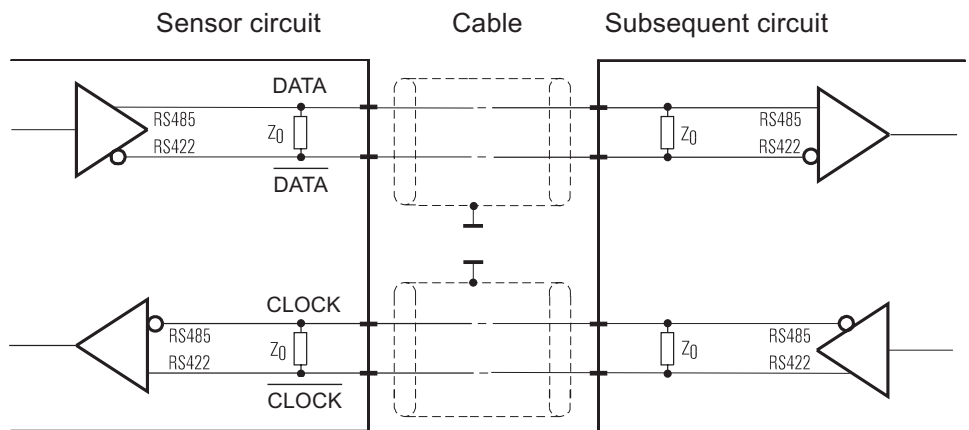 Sensor circuit Cable Subsequent circuit
DATA
RS485 Z0 Z0 RS485
RS422 RS422
DATA
CLOCK
RS485 Z0 Z0 RS485
RS422 RS422
CLOCK